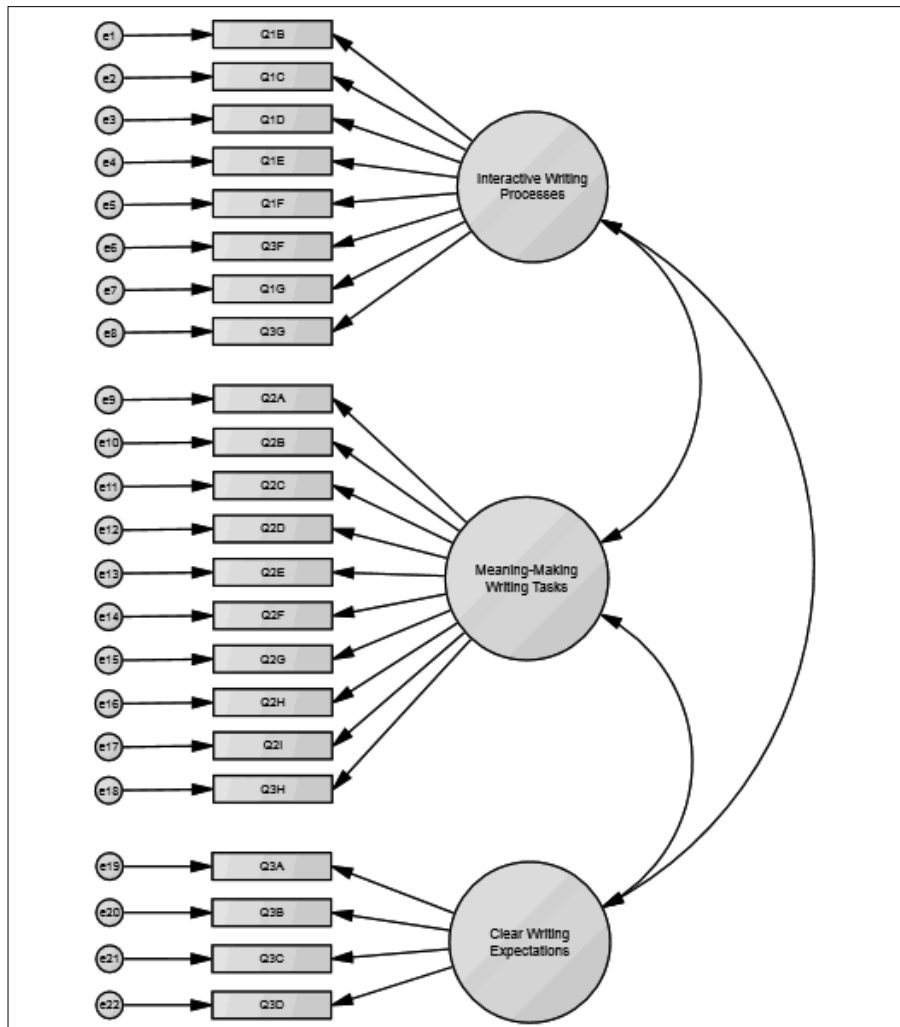 e1 Q1B
e2 Q1C
e3 Q1D
e4 Q1E
e5 Q1F
e6 Q3F
e7 Q1G
e8 Q3G
Interactive Writing
Processes
e9 Q2A
e10 Q2B
e11 Q2C
e12 Q2D
e13 Q2E
e14 Q2F
e15 Q2G
e16 Q2H
e17 Q2I
e18 Q3H
Meaning-Making
Writing Tasks
e19 Q3A
e20 Q3B
e21 Q3C
e22 Q3D
Clear Writing
Expectations